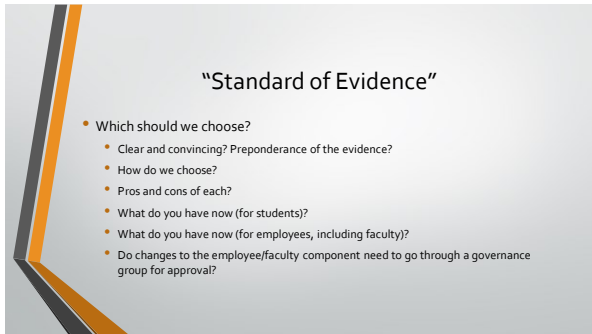 “Standard of Evidence”
• Which should we choose?
• Clear and convincing? Preponderance of the evidence?
• How do we choose?
• Pros and cons of each?
• What do you have now (for students)?
• What do you have now (for employees, including faculty)?
• Do changes to the employee/faculty component need to go through a governance
group for approval?